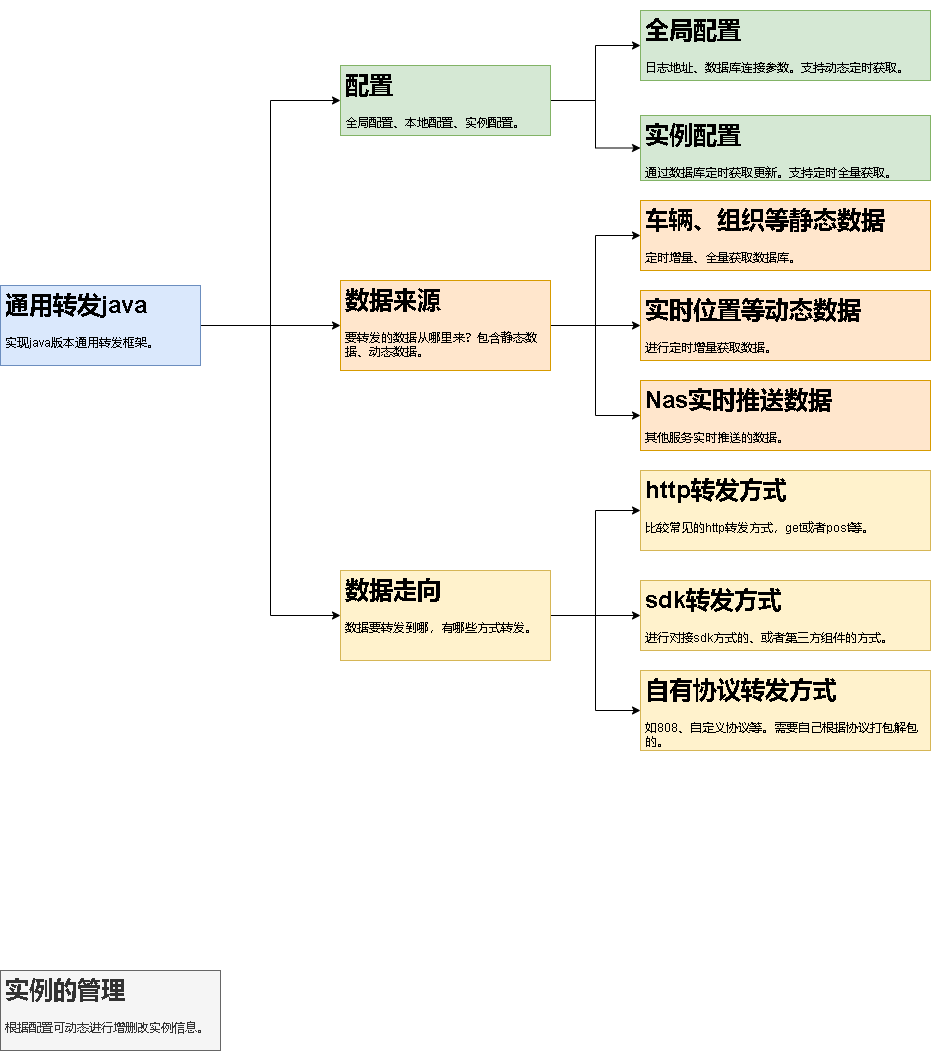 通用转发java
实现java版本通用转发框架。
配置
全局配置、本地配置、实例配置。
全局配置
日志地址、数据库连接参数。支持动态定时获取。
实例配置
通过数据库定时获取更新。支持定时全量获取。
数据来源
要转发的数据从哪里来？包含静态数
据、动态数据。
车辆、组织等静态数据
定时增量、全量获取数据库。
实时位置等动态数据
进行定时增量获取数据。
Nas实时推送数据
其他服务实时推送的数据。
数据走向
数据要转发到哪，有哪些方式转发。
http转发方式
比较常见的http转发方式，get或者post等。
sdk转发方式
进行对接sdk方式的、或者第三方组件的方式。
自有协议转发方式
如808、自定义协议等。需要自己根据协议打包解包
的。
实例的管理
根据配置可动态进行增删改实例信息。